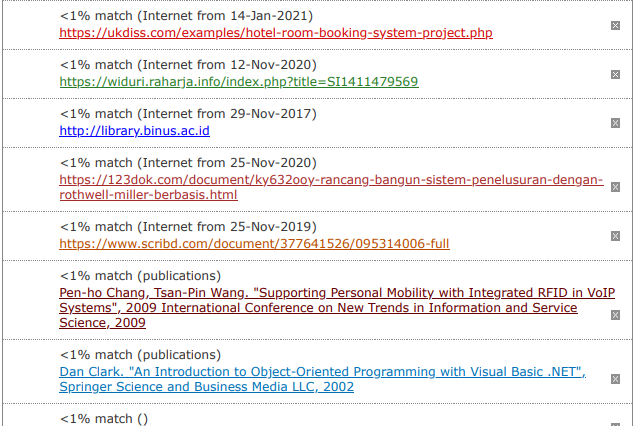 <1% match (Internet from 14-Jan-2021)
https://ukdiss.com/examples/hotel-room-booking-system-project.php
<1% match (Internet from 12-Nov-2020)
https://widuri.raharja.info/index.php?title=SI1411479569
<1% match (Internet from 29-Nov-2017)
http://library.binus.ac.id
<1% match (Internet from 25-Nov-2020)
https://123dok.com/document/ky632ooy-rancang-bangun-sistem-penelusuran-dengan-
rothwell-miller-berbasis.html
<1% match (Internet from 25-Nov-2019)
https://www.scribd.com/document/377641526/095314006-full
<1% match (publications)
Pen-ho Chang, Tsan-Pin Wang. "Supporting Personal Mobility with Integrated RFID in VoIP
Systems", 2009 International Conference on New Trends in Information and Service
Science, 2009
<1% match (publications)
Dan Clark. "An Introduction to Object-Oriented Programming with Visual Basic .NET",
Springer Science and Business Media LLC, 2002
<1% match ()